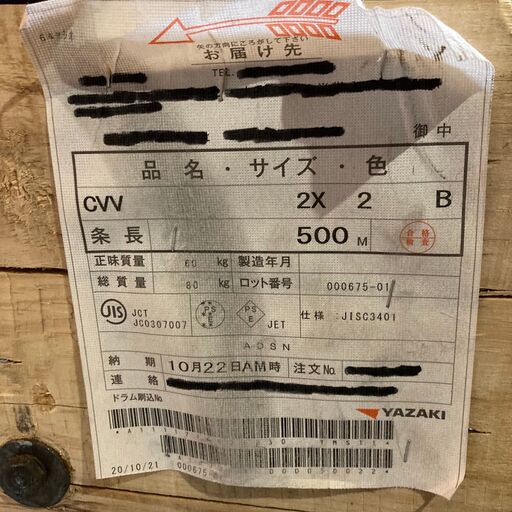 矢の方向にころがして下さい
お届け先
TEL.
御中
品名・サイズ・色
CVV 2X 2 B
条長 500 M
合格
検査
正味質量 60 kg 製造年月
総質量 80 kg ロット番号 000675-01
JIS JCT JC0307007 PS E PS E JET 仕様:JISC3401
納期 10月22日AM時 注文No.
連絡
ドラム刷込No.
YAZAKI
20/10/21 000675